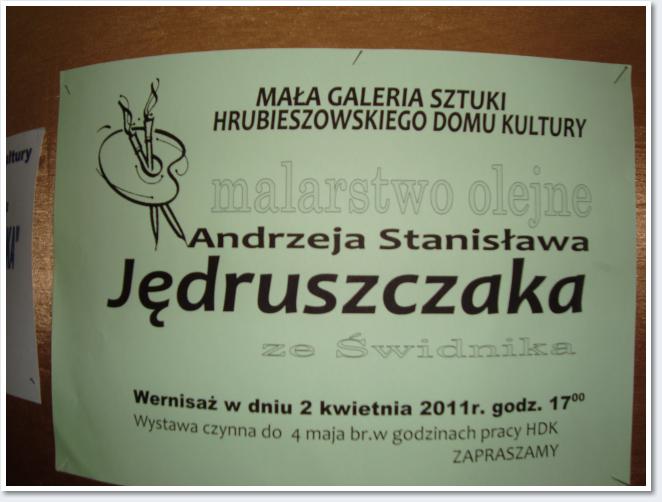 MAŁA GALERIA SZTUKI
HRUBIESZOWSKIEGO DOMU KULTURY
malarstwo olejne
Andrzeja Stanisława
Jędruszczaka
ze Świdnika
Wernisaż w dniu 2 kwietnia 2011r. godz. 17⁰⁰
Wystawa czynna do 4 maja br.w godzinach pracy HDK
ZAPRASZAMY